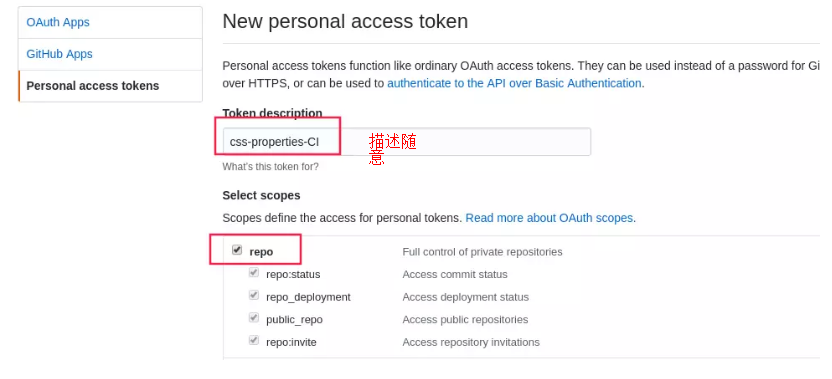 OAuth Apps
GitHub Apps
Personal access tokens
New personal access token
Personal access tokens function like ordinary OAuth access tokens. They can be used instead of a password for Gi
over HTTPS, or can be used to authenticate to the API over Basic Authentication.
Token description
css-properties-CI
描述随
意
What's this token for?
Select scopes
Scopes define the access for personal tokens. Read more about OAuth scopes.
repo Full control of private repositories
repo:status Access commit status
repo_deployment Access deployment status
public_repo Access public repositories
repo:invite Access repository invitations